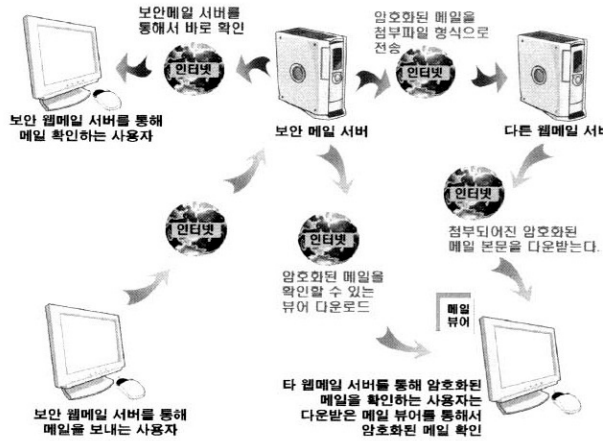 보안메일 서버를
통해서 바로 확인
인터넷
보안 웹메일 서버를 통해
메일 확인하는 사용자
보안 메일 서버
암호화된 메일을
첨부파일 형식으로
전송
인터넷
다른 웹메일 서버
인터넷
인터넷
암호화된 메일을
확인할 수 있는
뷰어 다운로드
인터넷
첨부되어진 암호화된
메일 본문을 다운받는다.
메일
뷰어
보안 웹메일 서버를 통해
메일을 보내는 사용자
타 웹메일 서버를 통해 암호화된
메일을 확인하는 사용자는
다운받은 메일 뷰어를 통해서
암호화된 메일 확인